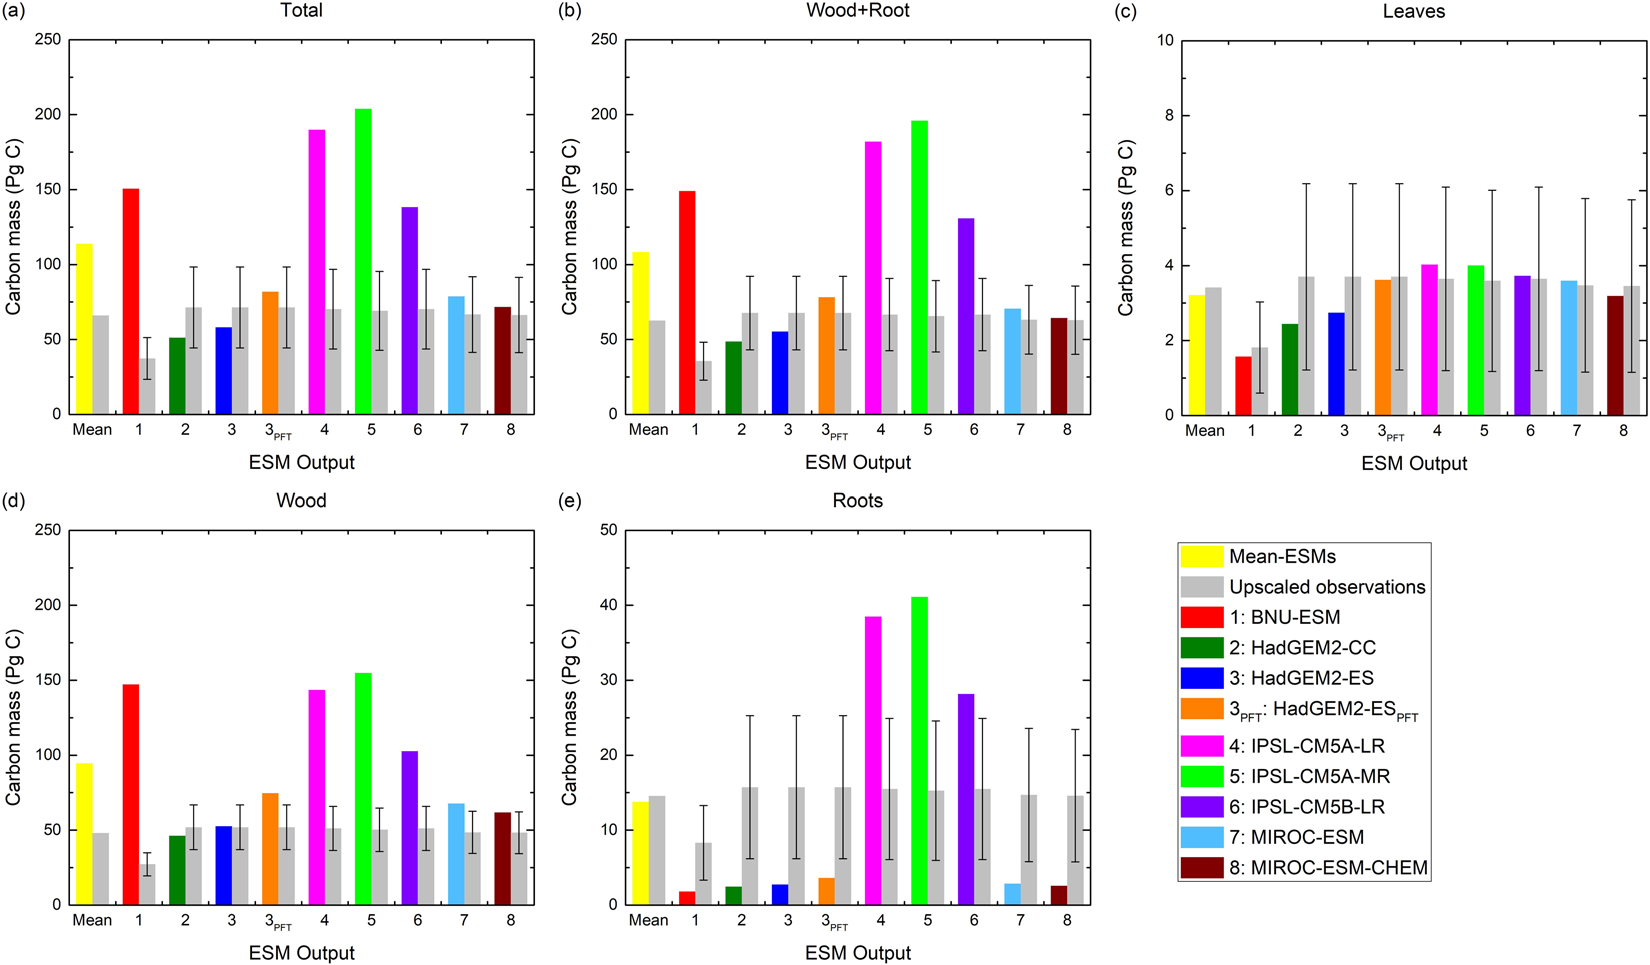 (a) Total
Carbon mass (Pg C)
250
200
150
100
50
0
Mean 1 2 3 3PFT 4 5 6 7 8
ESM Output
(b) Wood+Root
Carbon mass (Pg C)
250
200
150
100
50
0
Mean 1 2 3 3PFT 4 5 6 7 8
ESM Output
(c) Leaves
Carbon mass (Pg C)
10
8
6
4
2
0
Mean 1 2 3 3PFT 4 5 6 7 8
ESM Output
(d) Wood
Carbon mass (Pg C)
250
200
150
100
50
0
Mean 1 2 3 3PFT 4 5 6 7 8
ESM Output
(e) Roots
Carbon mass (Pg C)
50
40
30
20
10
0
Mean 1 2 3 3PFT 4 5 6 7 8
ESM Output
Mean-ESMs
Upscaled observations
1: BNU-ESM
2: HadGEM2-CC
3: HadGEM2-ES
3PFT: HadGEM2-ESPFT
4: IPSL-CM5A-LR
5: IPSL-CM5A-MR
6: IPSL-CM5B-LR
7: MIROC-ESM
8: MIROC-ESM-CHEM